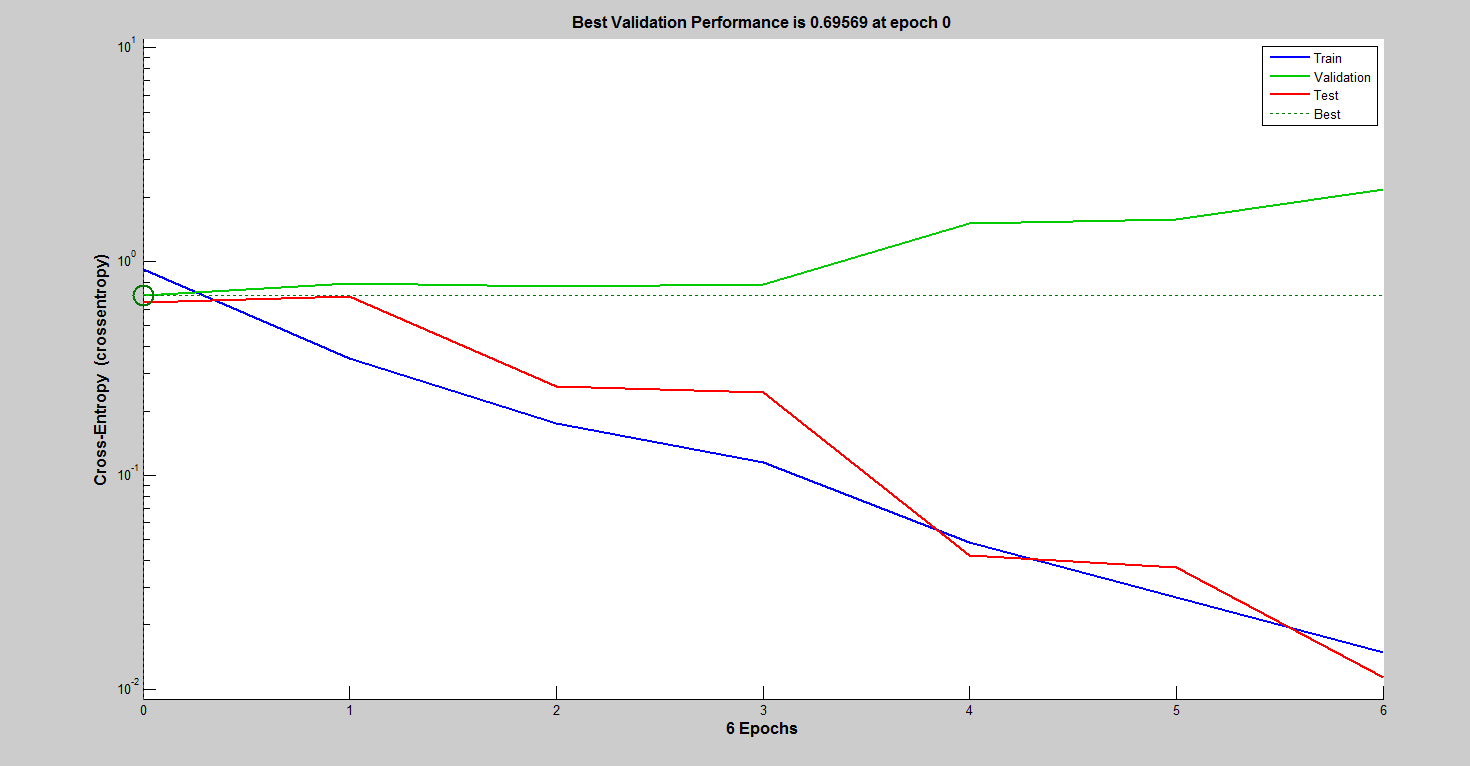 Best Validation Performance is 0.69569 at epoch 0
Train
Validation
Test
Best
Cross-Entropy (crossentropy)
10^1
10^0
10^-1
10^-2
0 1 2 3 4 5 6
6 Epochs